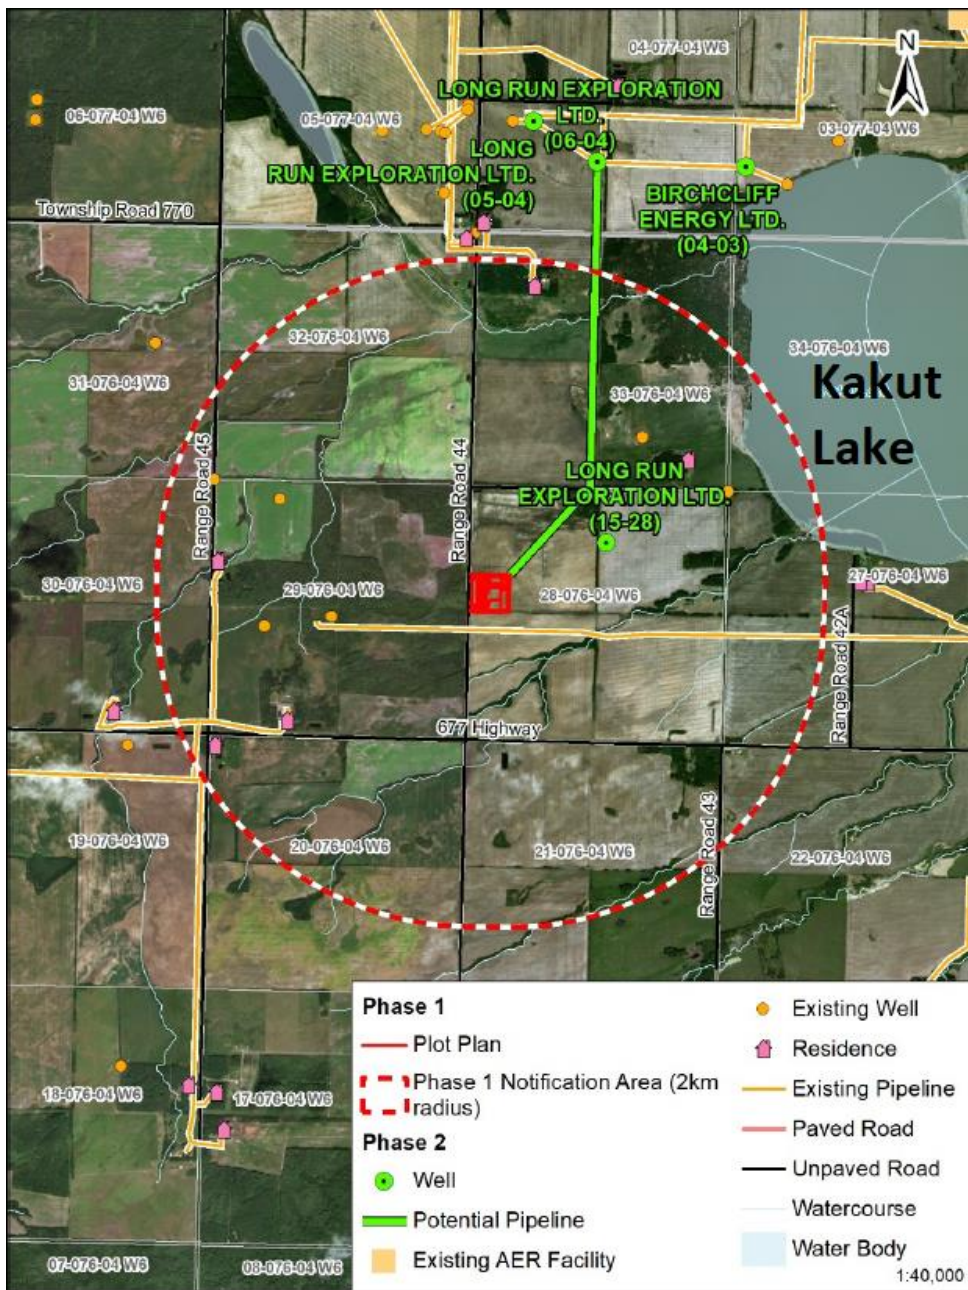 N
04-077-04 W6
LONG RUN EXPLORATION
LTD.
(06-04)
06-077-04 W6
05-077-04 W6
03-077-04 W6
LONG
RUN EXPLORATION LTD.
(05-04)
BIRCHCLIFF
ENERGY LTD.
(04-03)
Township Road 770
32-076-04 W6
34-076-04 W6
31-076-04 W6
33-076-04 W6
Kakut
Lake
Range Road 45
Range Road 44
LONG RUN
EXPLORATION LTD.
(15-28)
30-076-04 W6
29-076-04 W6
28-076-04 W6
27-076-04 W6
Range Road 42A
677 Highway
19-076-04 W6
20-076-04 W6
21-076-04 W6
Range Road 43
22-076-04 W6
18-076-04 W6
17-076-04 W6
07-076-04 W6
08-076-04 W6
Phase 1
Plot Plan
Phase 1 Notification Area (2km
radius)
Phase 2
Well
Potential Pipeline
Existing AER Facility
Existing Well
Residence
Existing Pipeline
Paved Road
Unpaved Road
Watercourse
Water Body
1:40,000